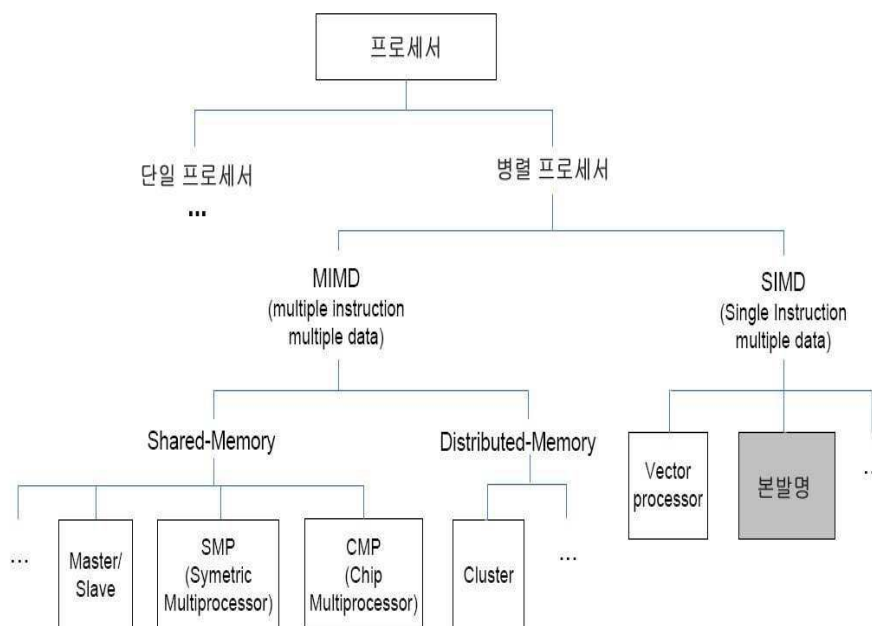 프로세서
단일 프로세서
...
병렬 프로세서
MIMD
(multiple instruction
multiple data)
SIMD
(Single Instruction
multiple data)
Shared-Memory
Distributed-Memory
...
Master/
Slave
SMP
(Symetric
Multiprocessor)
CMP
(Chip
Multiprocessor)
Cluster
...
Vector
processor
본발명
...